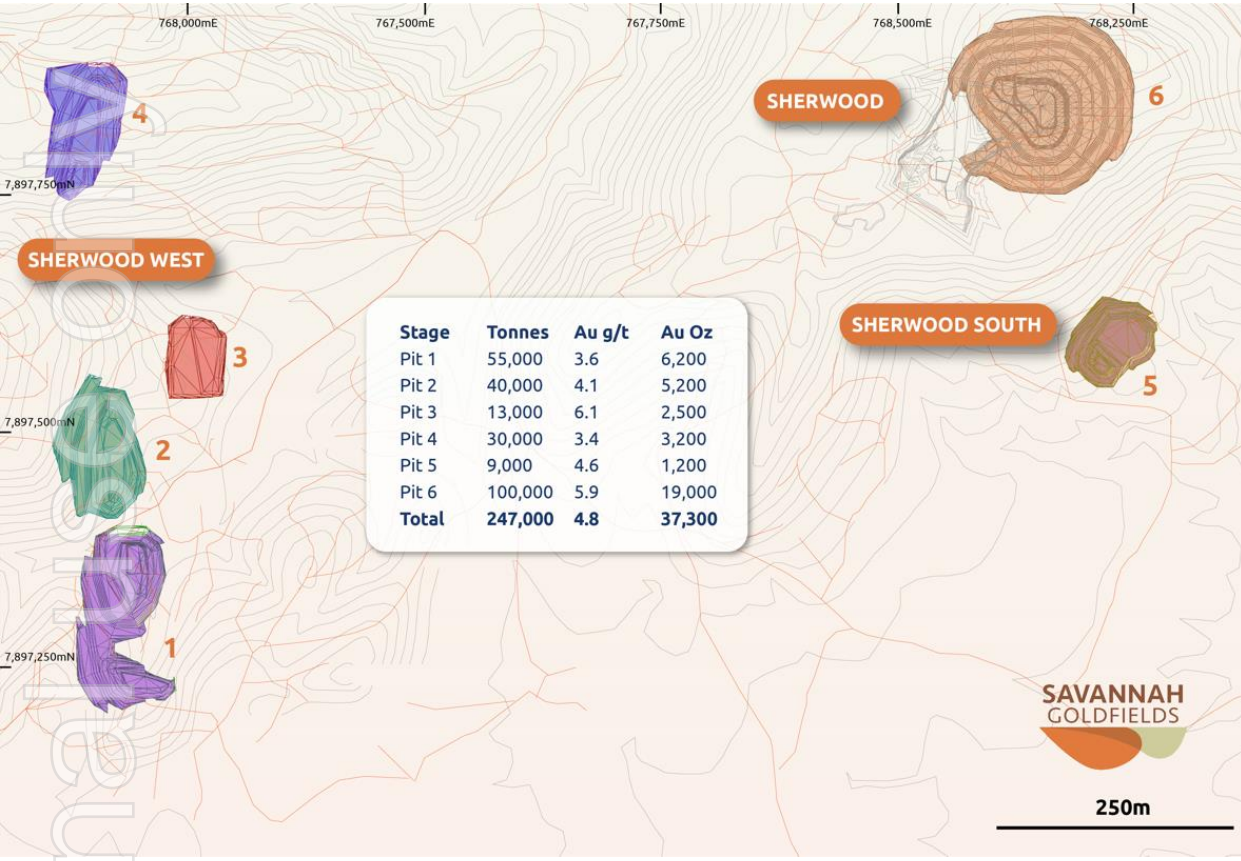 768,000mE 767,500mE 767,750mE 768,500mE 768,250mE
SHERWOOD 6
4
7,897,750mN
SHERWOOD WEST
SHERWOOD SOUTH
3
5
7,897,500mN
2
Stage Tonnes Au g/t Au Oz
Pit 1 55,000 3.6 6,200
Pit 2 40,000 4.1 5,200
Pit 3 13,000 6.1 2,500
Pit 4 30,000 3.4 3,200
Pit 5 9,000 4.6 1,200
Pit 6 100,000 5.9 19,000
Total 247,000 4.8 37,300
1
7,897,250mN
SAVANNAH
GOLDFIELDS
250m